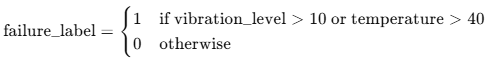 failure_label = { 1 if vibration_level > 10 or temperature > 40
0 otherwise